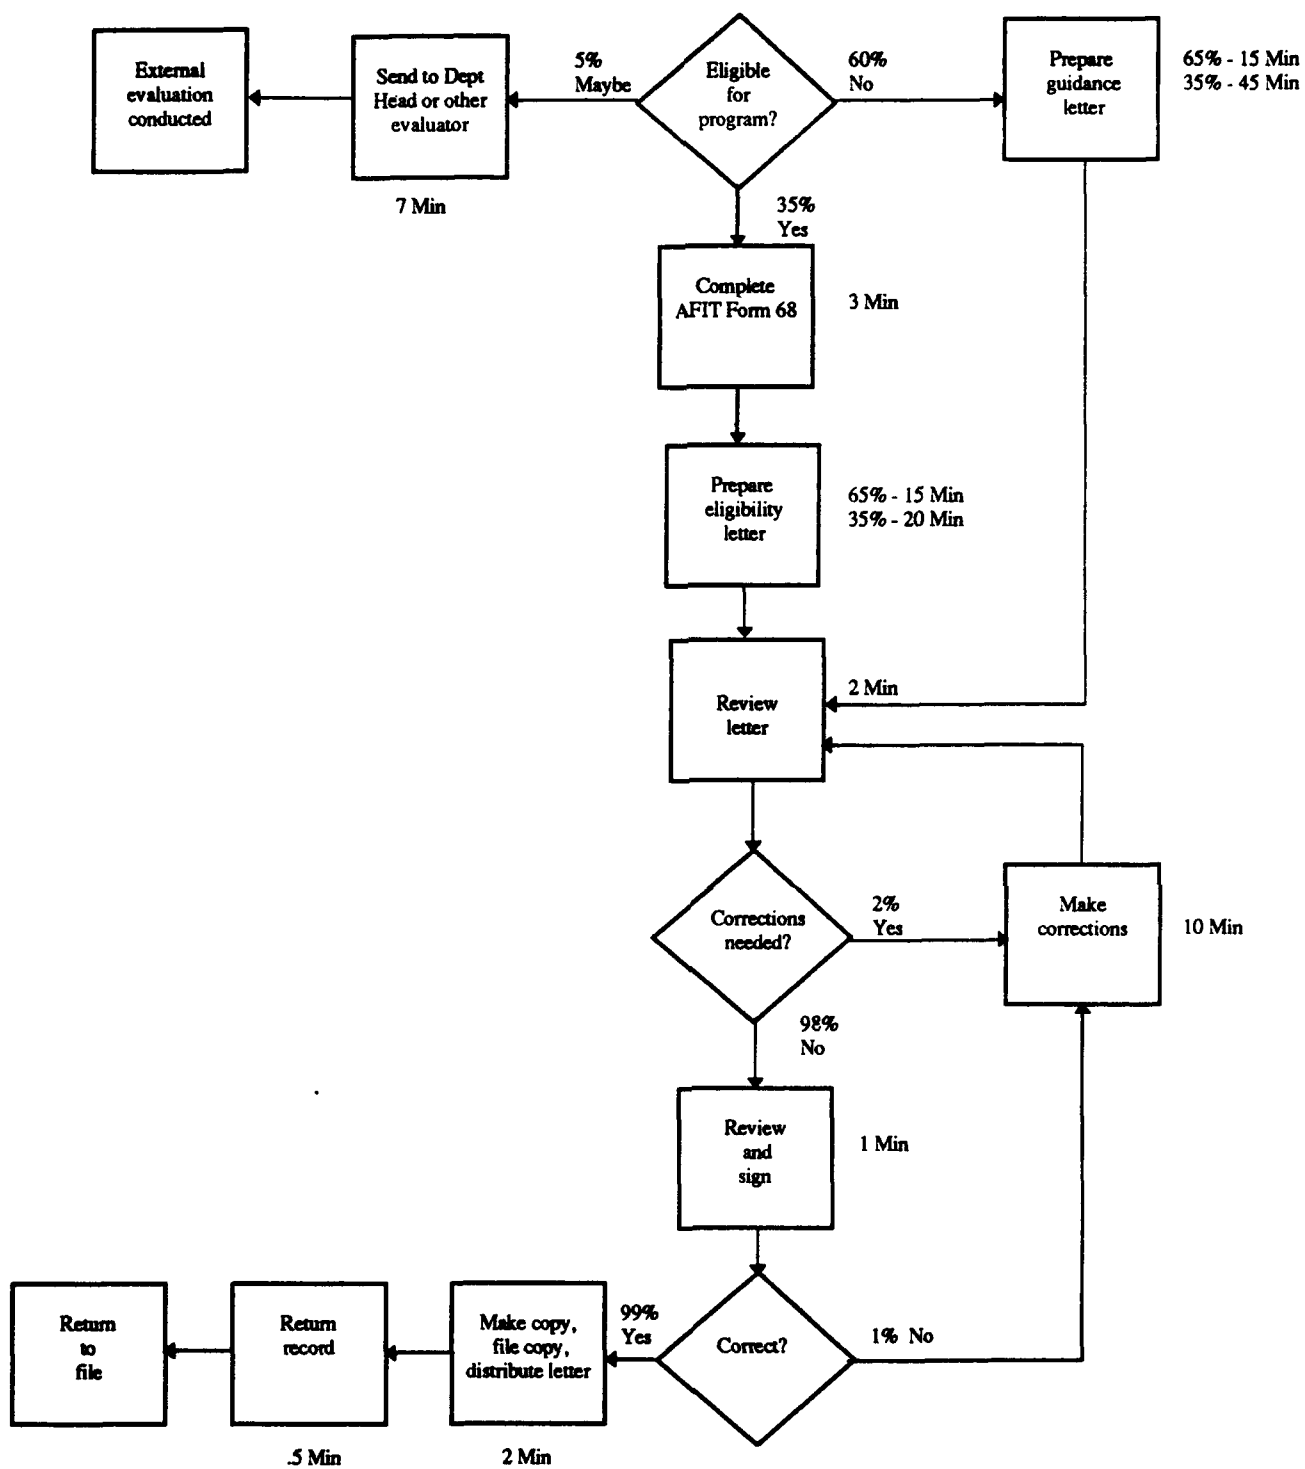 External
evaluation
conducted
Send to Dept
Head or other
evaluator
7 Min
5%
Maybe
Eligible
for
program?
60%
No
Prepare
guidance
letter
65% - 15 Min
35% - 45 Min
35%
Yes
Complete
AFIT Form 68
3 Min
Prepare
eligibility
letter
65% - 15 Min
35% - 20 Min
Review
letter
2 Min
Corrections
needed?
2%
Yes
Make
corrections
10 Min
98%
No
Review
and
sign
1 Min
Correct?
1% No
99%
Yes
Make copy,
file copy,
distribute letter
2 Min
Return
record
.5 Min
Return
to
file